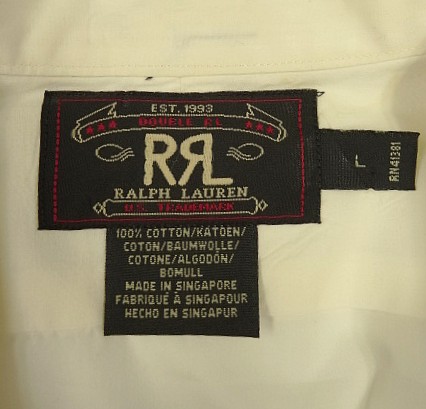 EST. 1993
DOUBLE RL
RRL
RALPH LAUREN
U.S. TRADEMARK
L
RN41381
100% COTTON/KATOEN/
COTON/BAUMWOLLE/
COTONE/ALGODÓN/
BOMULL
MADE IN SINGAPORE
FABRIQUÉ À SINGAPOUR
HECHO EN SINGAPUR